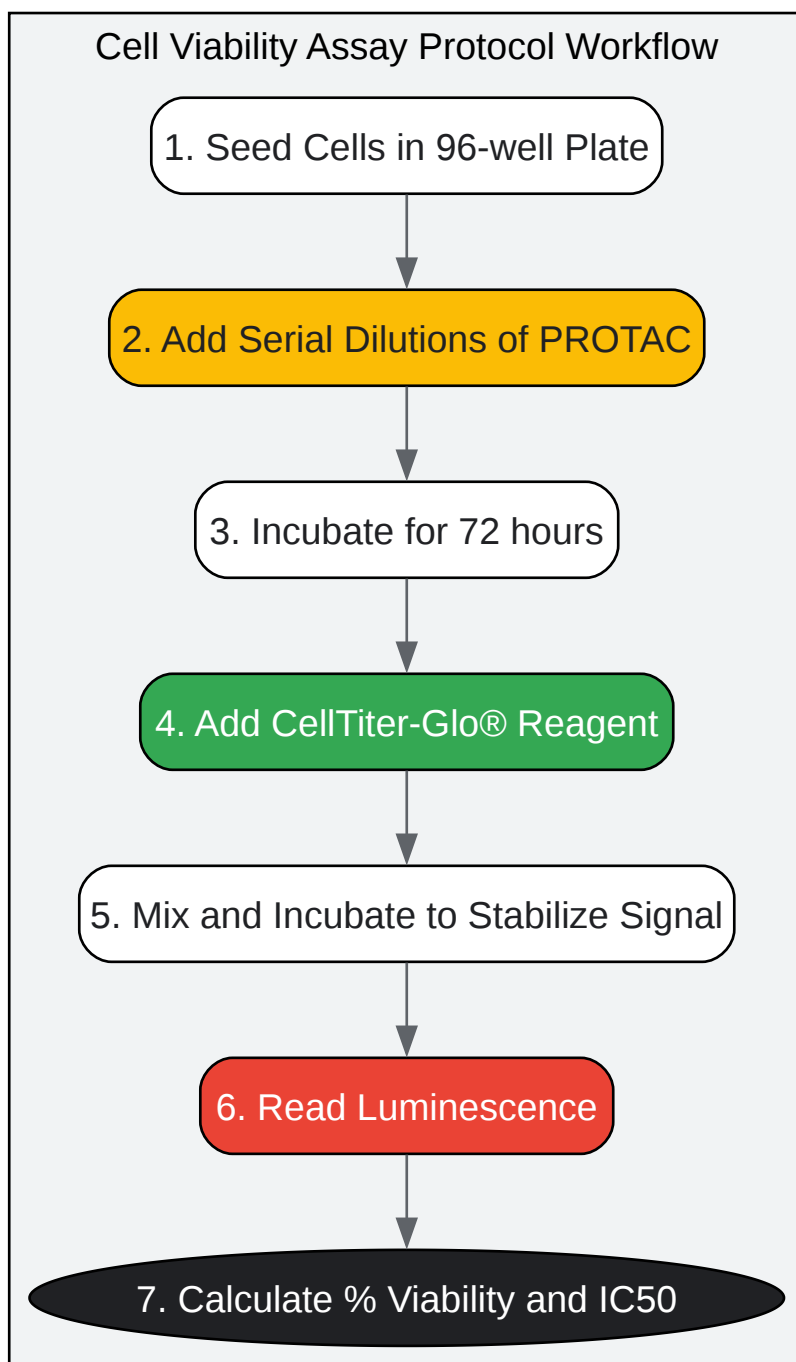 Cell Viability Assay Protocol Workflow
1. Seed Cells in 96-well Plate
2. Add Serial Dilutions of PROTAC
3. Incubate for 72 hours
4. Add CellTiter-Glo® Reagent
5. Mix and Incubate to Stabilize Signal
6. Read Luminescence
7. Calculate % Viability and IC50